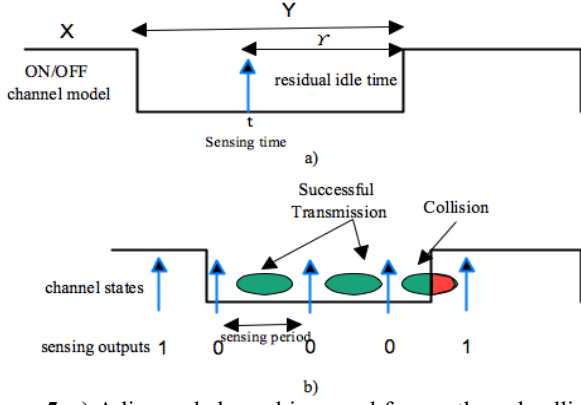 X
Y
ϒ
ON/OFF
channel model
residual idle time
t
Sensing time
a)
Successful
Transmission
Collision
channel states
sensing period
sensing outputs 1 0 0 0 1
b)